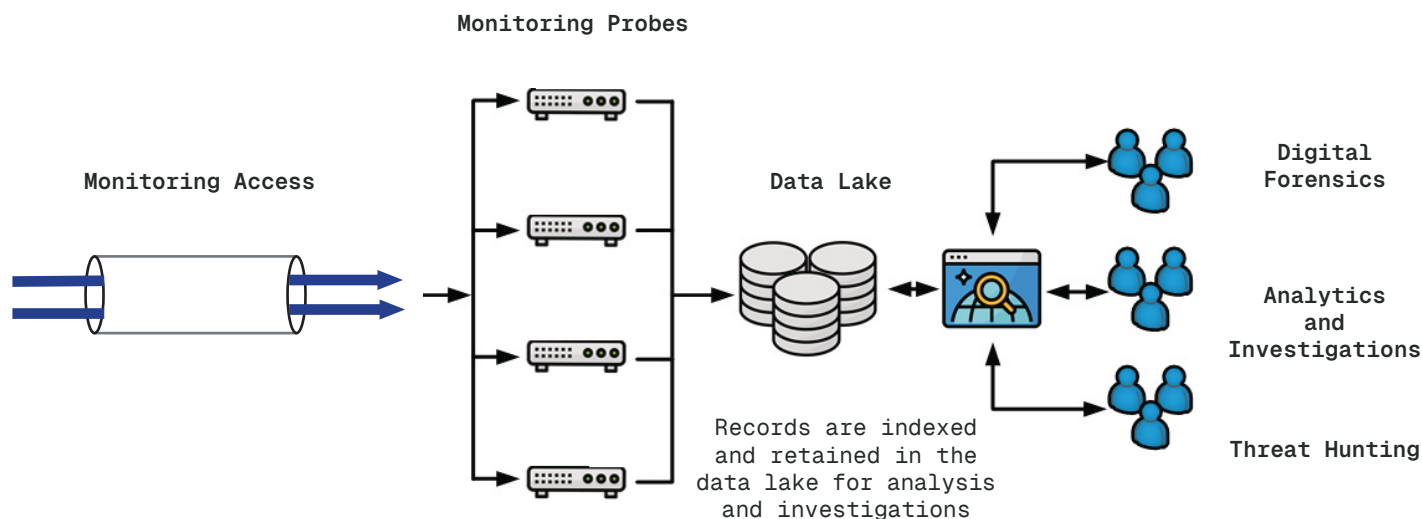 Monitoring Probes
Monitoring Access
Data Lake
Digital
Forensics
Analytics
and
Investigations
Threat Hunting
Records are indexed
and retained in the
data lake for analysis
and investigations